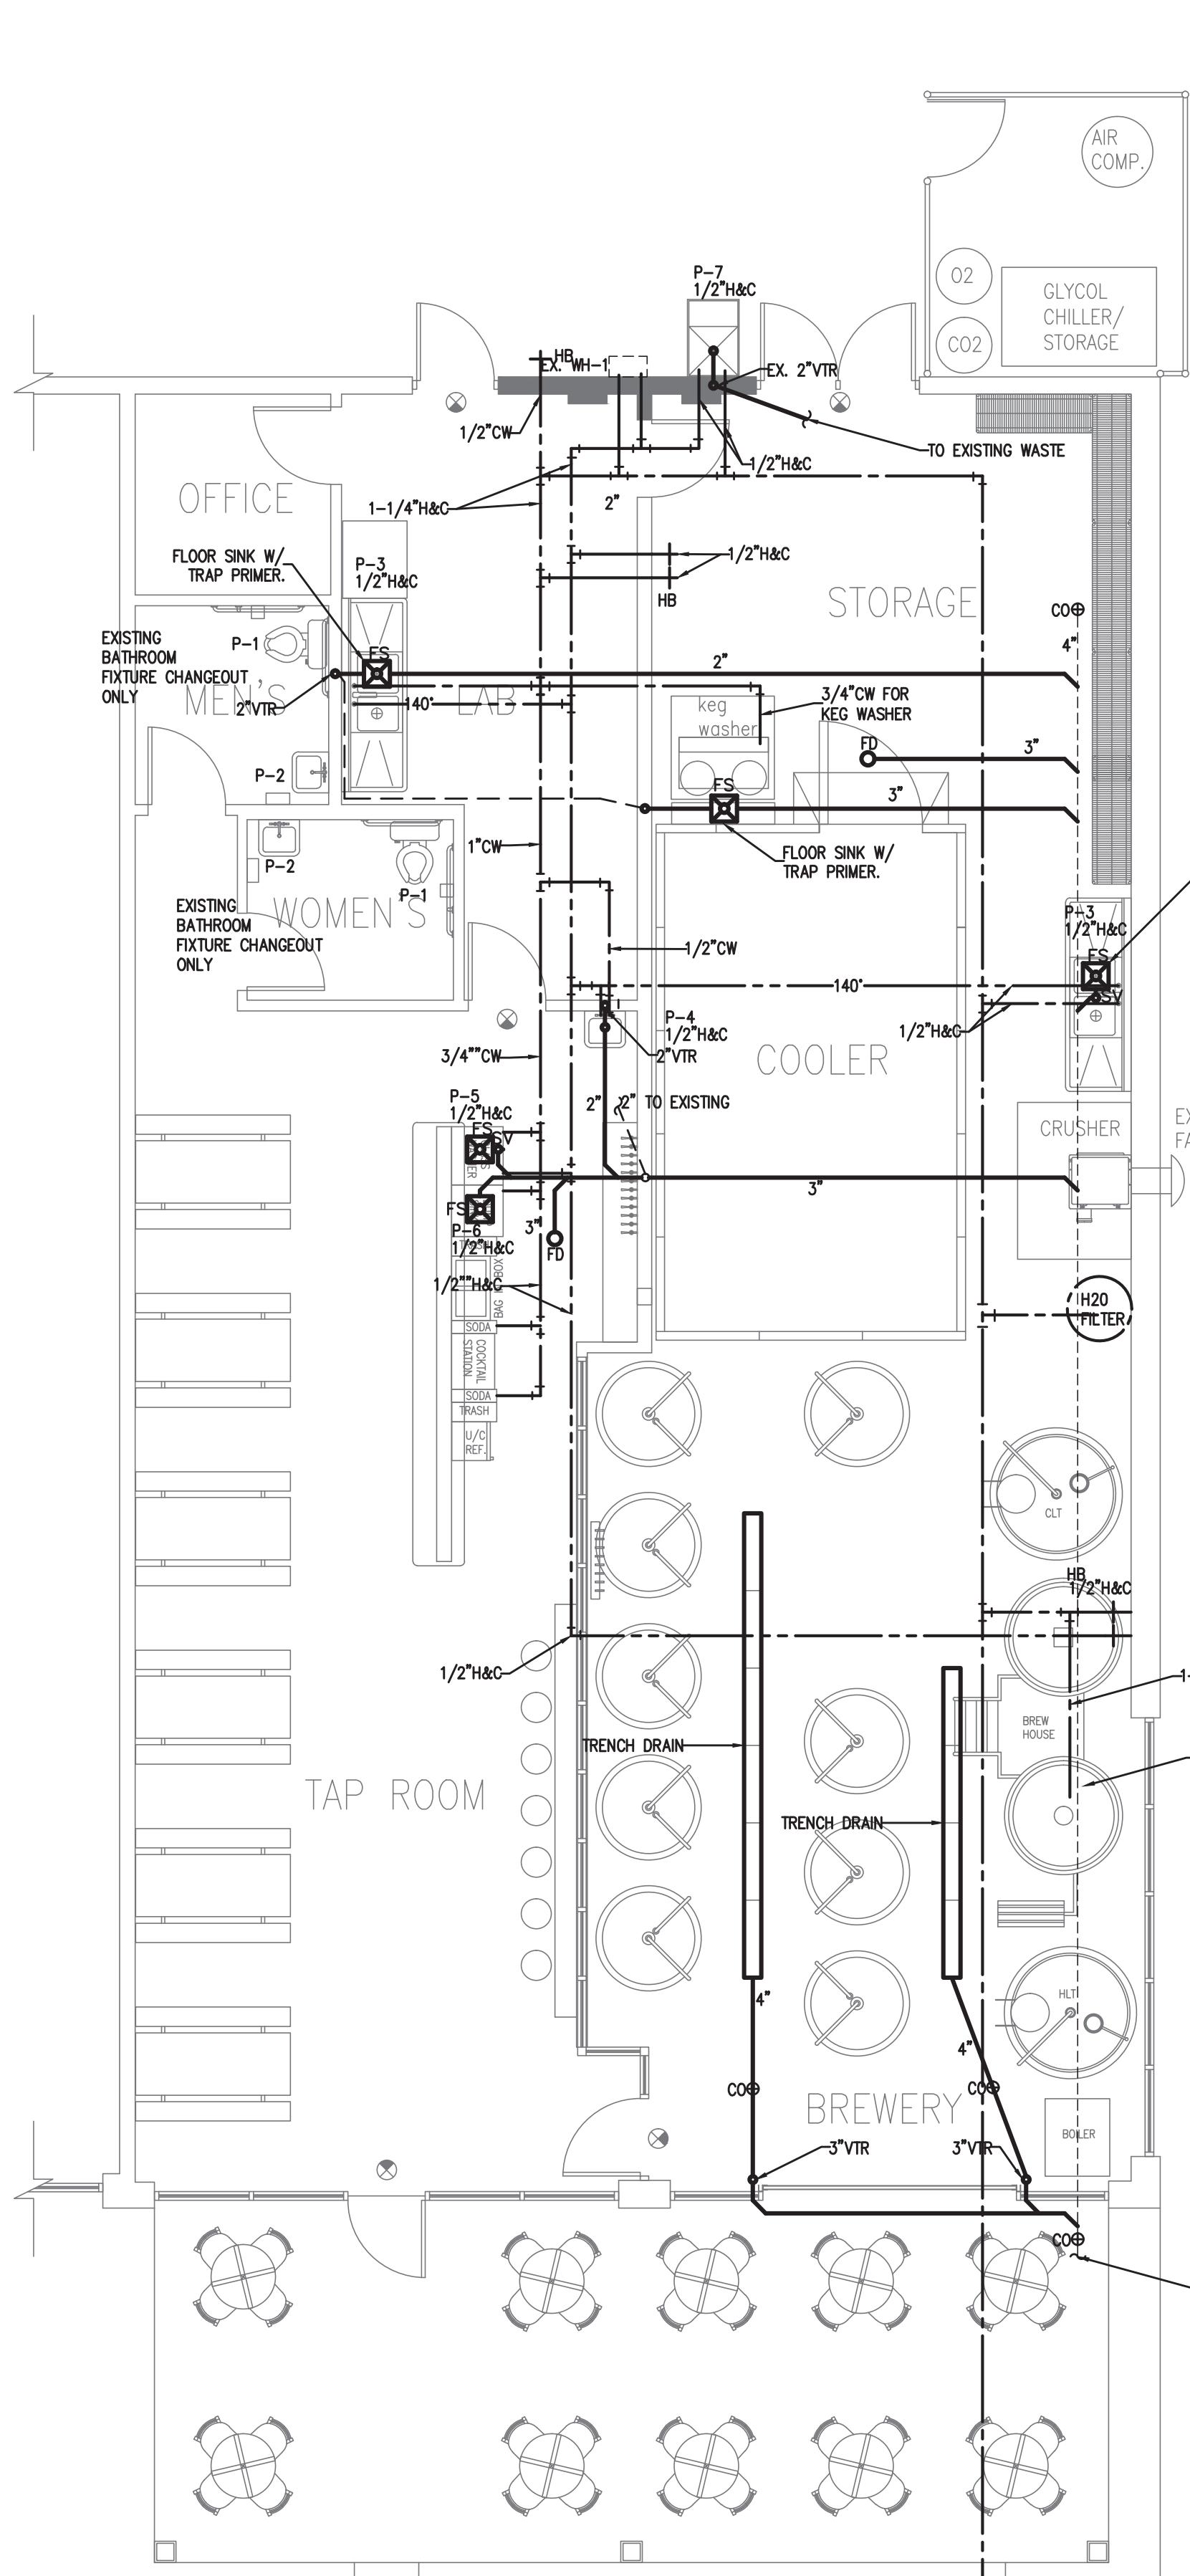 AIR
COMP.
O2
GLYCOL
CHILLER/
STORAGE
CO2
P-7
1/2"H&C
HB
EX. WH-1
EX. 2"VTR
1/2"CW
TO EXISTING WASTE
1/2"H&C
OFFICE
1-1/4"H&C
2"
FLOOR SINK W/
TRAP PRIMER.
P-3
1/2"H&C
1/2"H&C
HB
STORAGE
CO
4"
P-1
EXISTING
BATHROOM
FIXTURE CHANGEOUT
ONLY
MEN'S
2"VTR
FS
2"
140°
LAB
keg
washer
3/4"CW FOR
KEG WASHER
FD
3"
P-2
FS
3"
1"CW
FLOOR SINK W/
TRAP PRIMER.
P-2
P-1
WOMEN'S
EXISTING
BATHROOM
FIXTURE CHANGEOUT
ONLY
P-3
1/2"H&C
FS
SV
1/2"CW
140°
1/2"H&C
P-4
1/2"H&C
2"VTR
3/4""CW
COOLER
P-5
1/2"H&C
FS
SV
2"
2" TO EXISTING
CRUSHER
3"
FS
P-6
1/2"H&C
3"
FD
TRASH
1/2""H&C
H20
FILTER
SODA
COCKTAIL
STATION
SODA
TRASH
U/C
REF.
CLT
HB
1/2"H&C
1/2"H&C
BREW
HOUSE
TRENCH DRAIN
TAP ROOM
TRENCH DRAIN
4"
HLT
4"
CO
CO
BREWERY
BOILER
3"VTR
3"VTR
CO